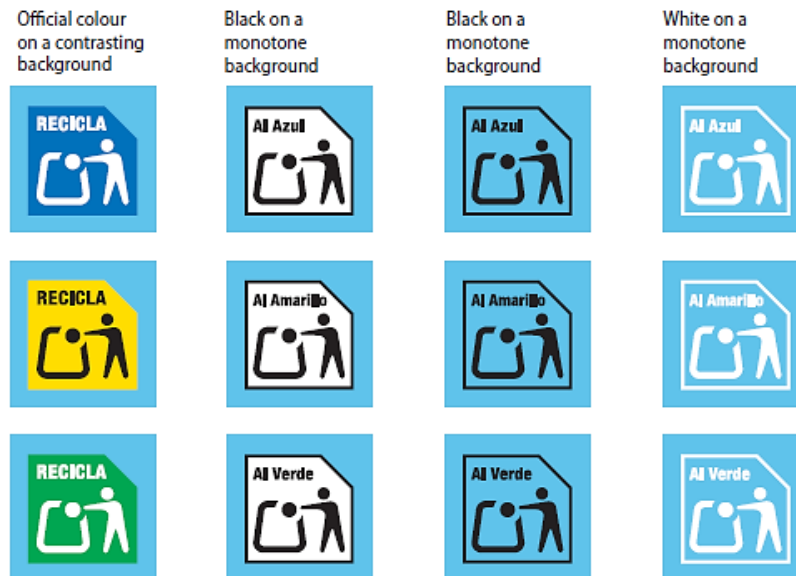 Official colour
on a contrasting
background
Black on a
monotone
background
Black on a
monotone
background
White on a
monotone
background
RECICLA
Al Azul
Al Azul
Al Azul
RECICLA
Al Amarillo
Al Amarillo
Al Amarillo
RECICLA
Al Verde
Al Verde
Al Verde